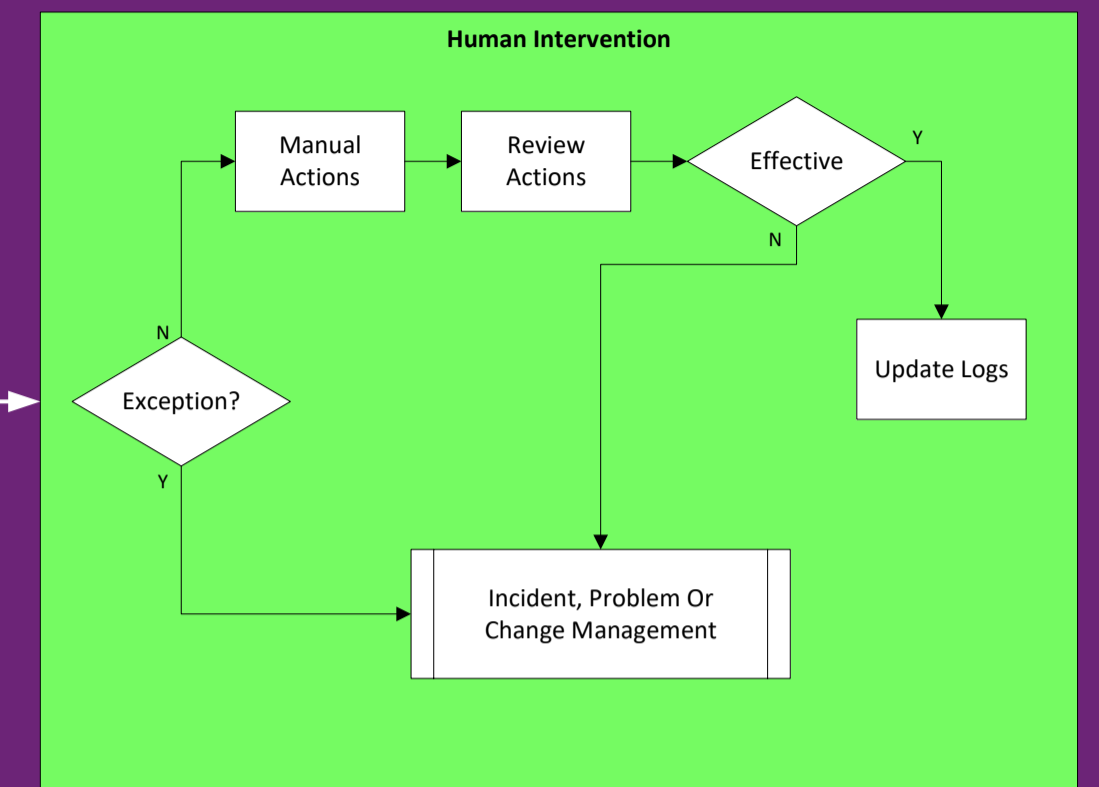 Human Intervention
Manual
Actions
Review
Actions
Effective
Y
N
Update Logs
N
Exception?
Y
Incident, Problem Or
Change Management